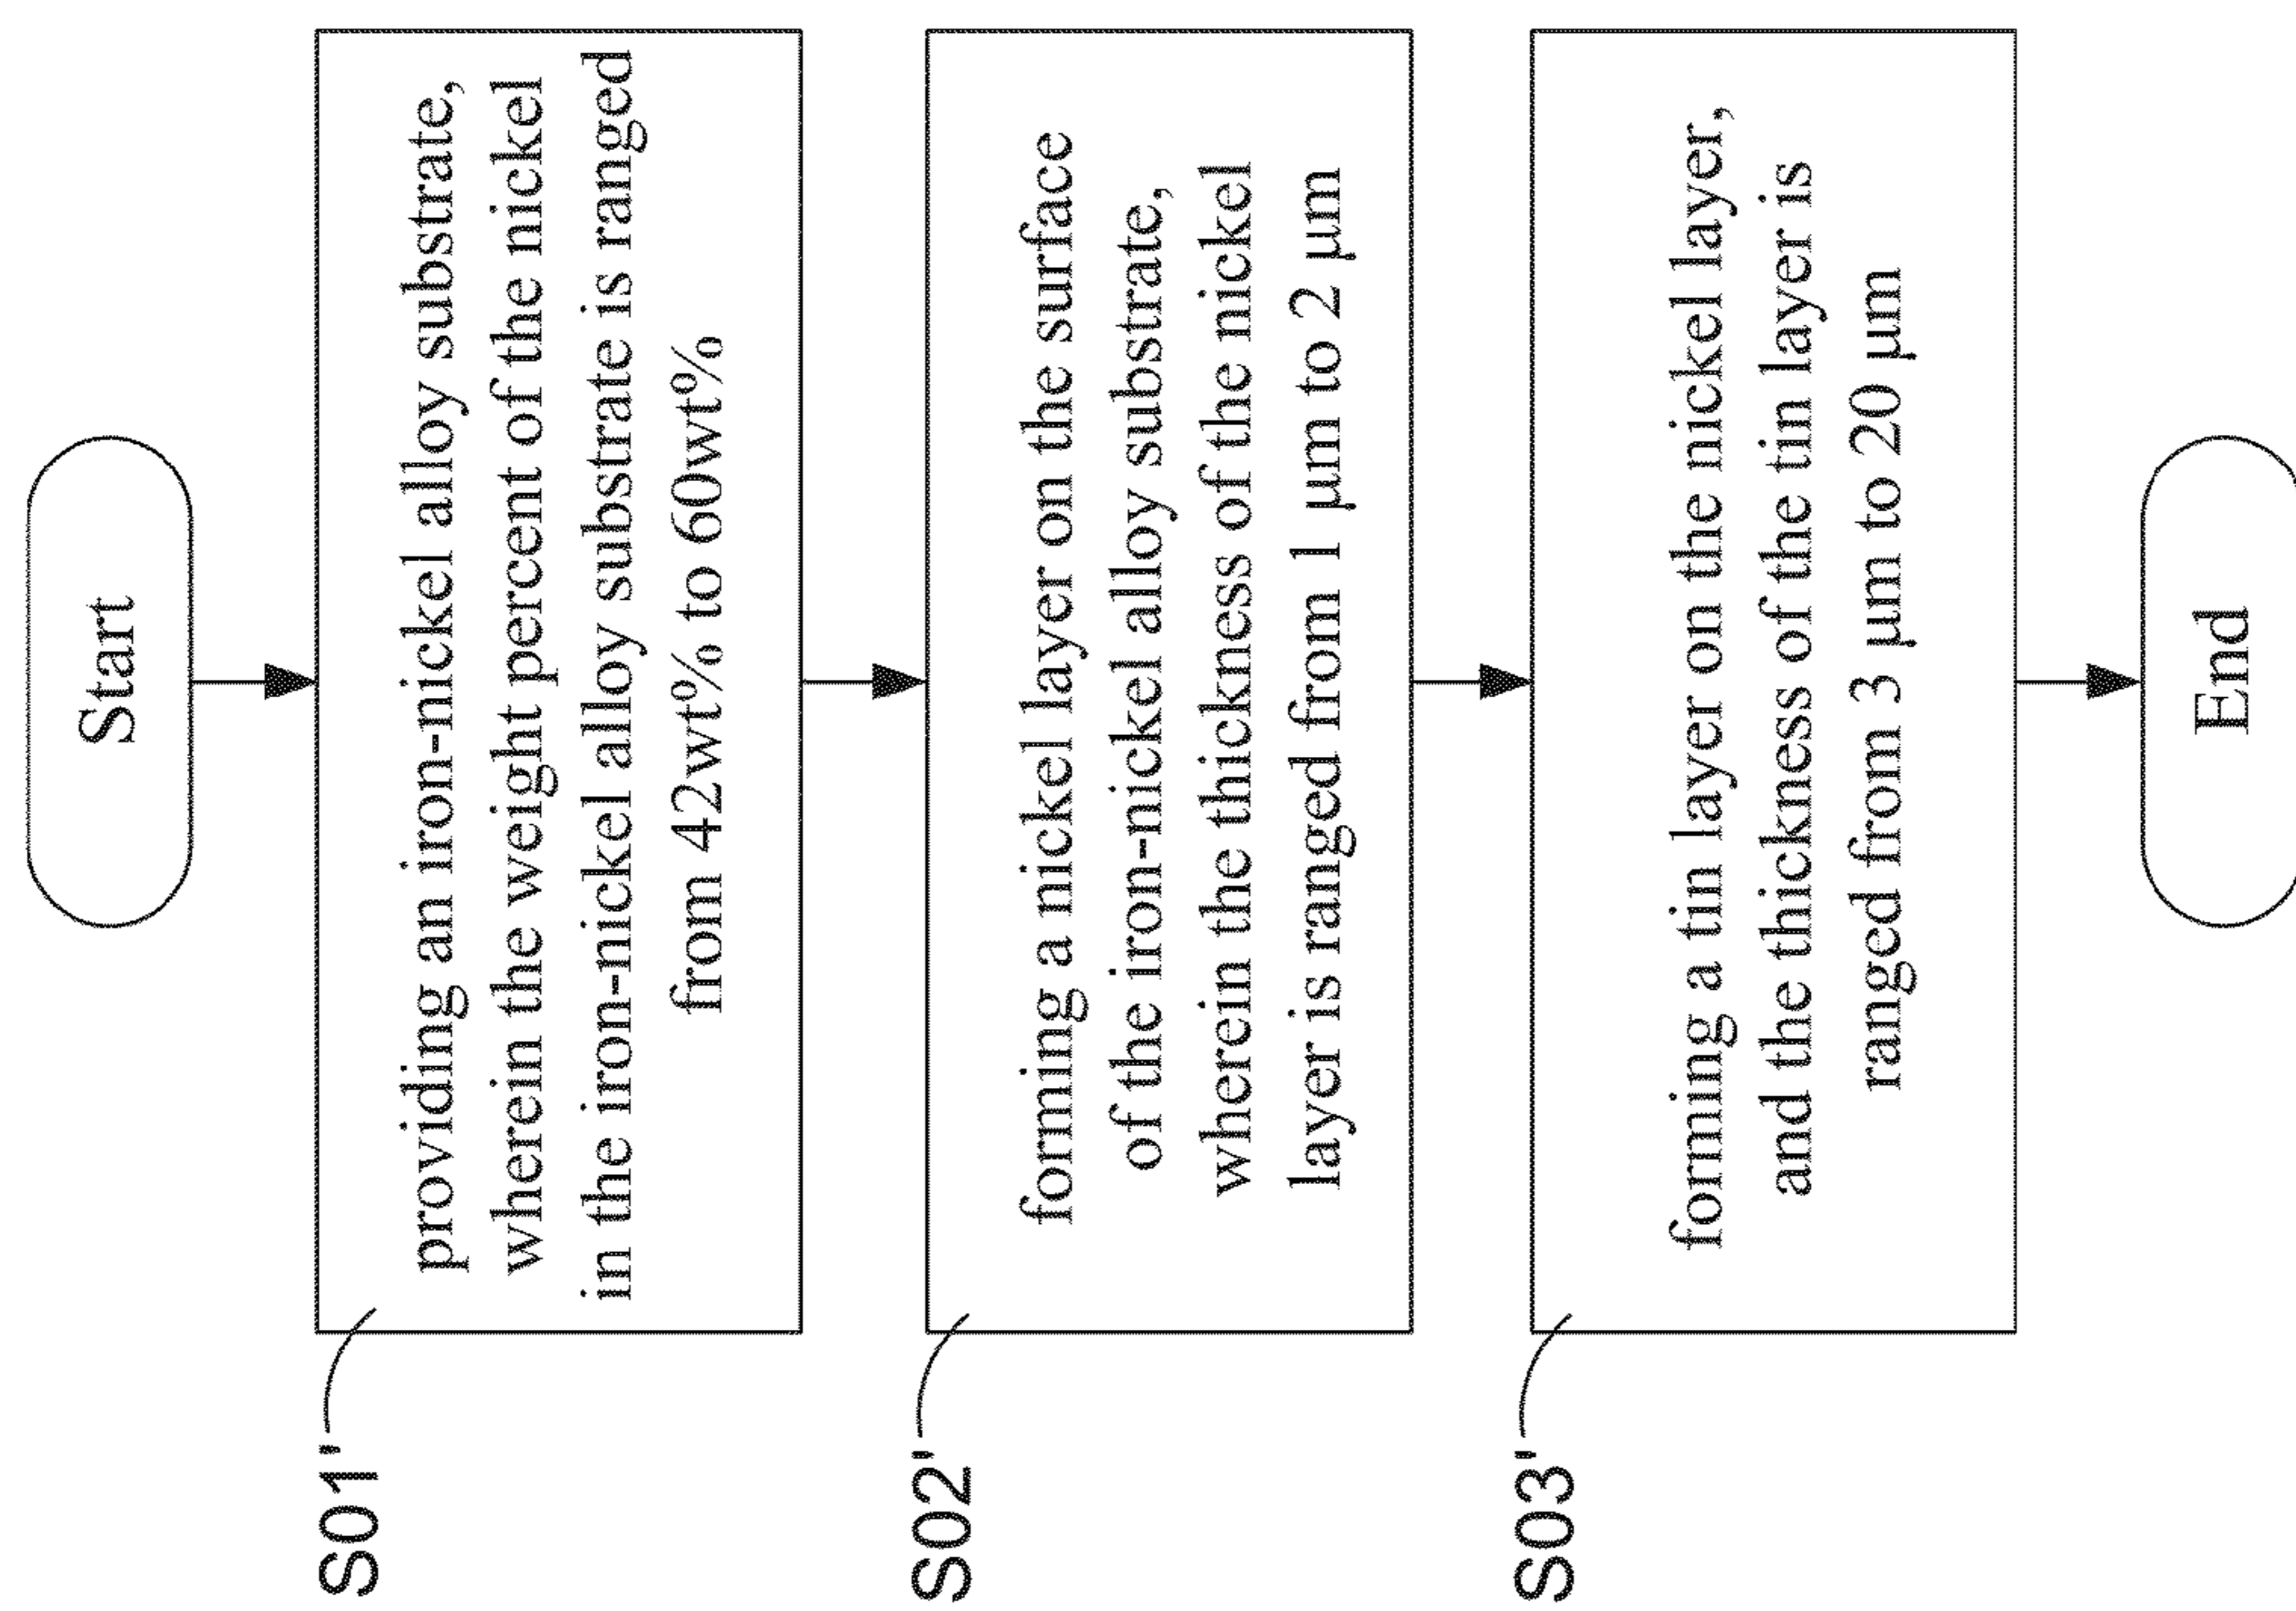 Start
S01'
providing an iron-nickel alloy substrate,
wherein the weight percent of the nickel
in the iron-nickel alloy substrate is ranged
from 42wt% to 60wt%
S02'
forming a nickel layer on the surface
of the iron-nickel alloy substrate,
wherein the thickness of the nickel
layer is ranged from 1 μm to 2 μm
S03'
forming a tin layer on the nickel layer,
and the thickness of the tin layer is
ranged from 3 μm to 20 μm
End